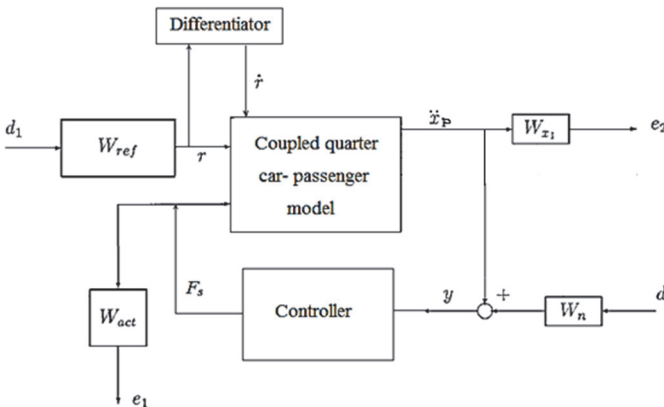 Differentiator
ṙ
d₁
W_ref
r
Coupled quarter
car- passenger
model
ẍ_P
W_x₁
e₂
F_s
W_act
Controller
y
+
W_n
d
e₁